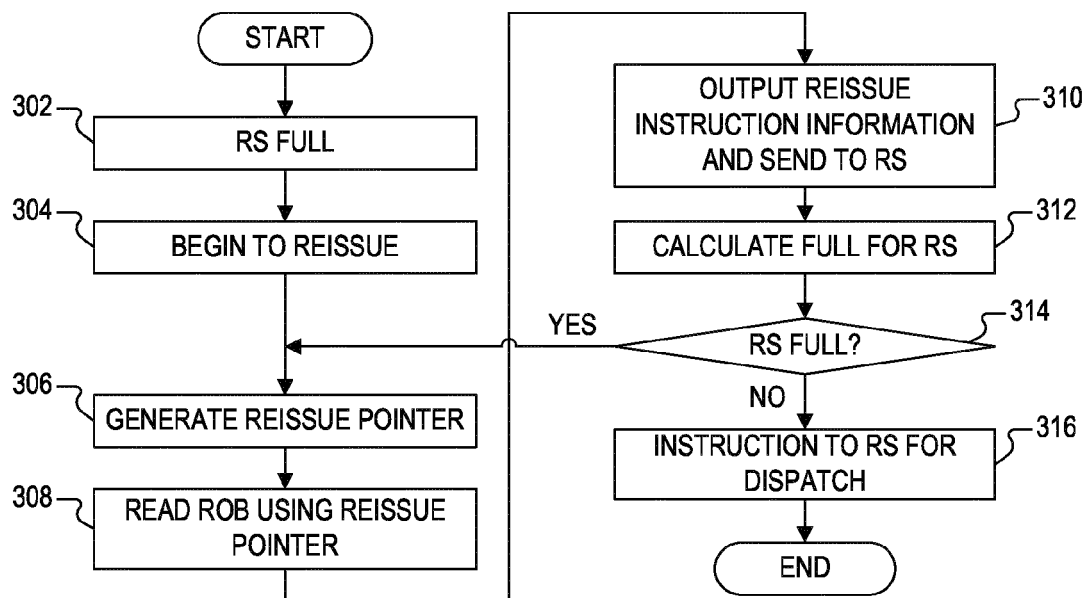 START
302
RS FULL
304
BEGIN TO REISSUE
306
GENERATE REISSUE POINTER
308
READ ROB USING REISSUE
POINTER
OUTPUT REISSUE
INSTRUCTION INFORMATION
AND SEND TO RS
310
CALCULATE FULL FOR RS
312
RS FULL?
314
YES
NO
INSTRUCTION TO RS FOR
DISPATCH
316
END